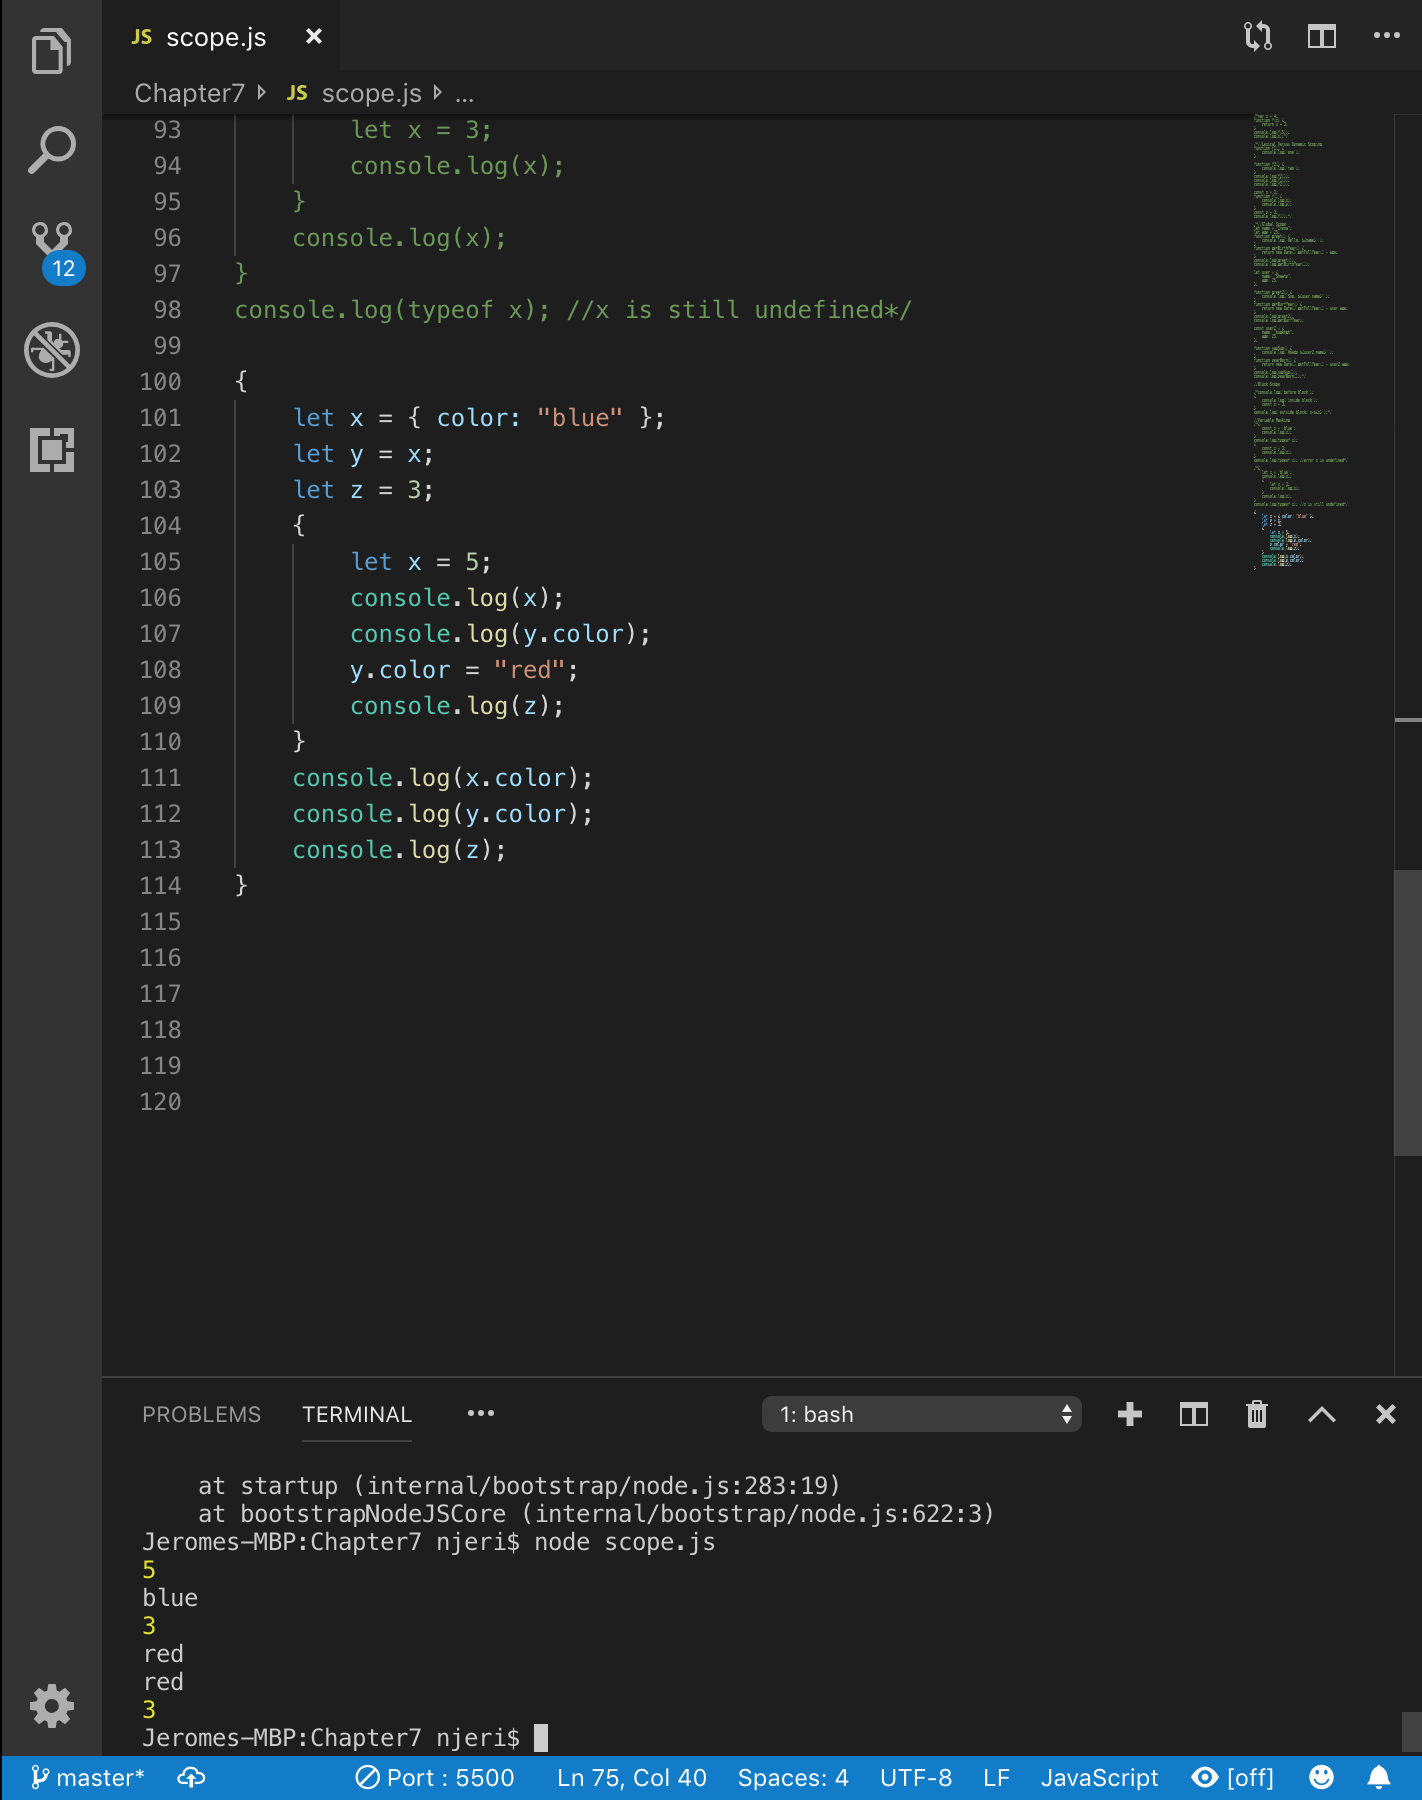 JS scope.js ×
Chapter7 JS scope.js ...
93 let x = 3;
94 console.log(x);
95 }
96 console.log(x);
97 }
98 console.log(typeof x); //x is still undefined*/
99
100 {
101 let x = { color: "blue" };
102 let y = x;
103 let z = 3;
104 {
105 let x = 5;
106 console.log(x);
107 console.log(y.color);
108 y.color = "red";
109 console.log(z);
110 }
111 console.log(x.color);
112 console.log(y.color);
113 console.log(z);
114 }
115
116
117
118
119
120
12
PROBLEMS TERMINAL ... 1: bash
at startup (internal/bootstrap/node.js:283:19)
at bootstrapNodeJSCore (internal/bootstrap/node.js:622:3)
Jeromes-MBP:Chapter7 njeri$ node scope.js
5
blue
3
red
red
3
Jeromes-MBP:Chapter7 njeri$
master* Port : 5500 Ln 75, Col 40 Spaces: 4 UTF-8 LF JavaScript [off]